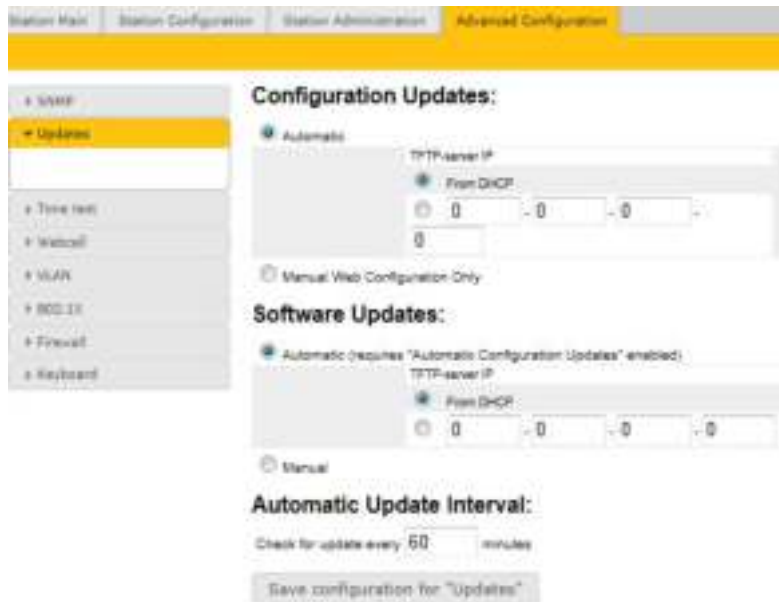 Station Main Station Configuration Station Administration Advanced Configuration
SNMP
Updates
Time
Webcall
VLAN
802.1X
Firewall
Keyboard
Configuration Updates:
Automatic
TFTP-server IP
From DHCP
0 . 0 . 0 .
0
Manual Web Configuration Only
Software Updates:
Automatic (requires "Automatic Configuration Updates" enabled)
TFTP-server IP
From DHCP
0 . 0 . 0 . 0
Manual
Automatic Update Interval:
Check for update every 60 minutes
Save configuration for "Updates"